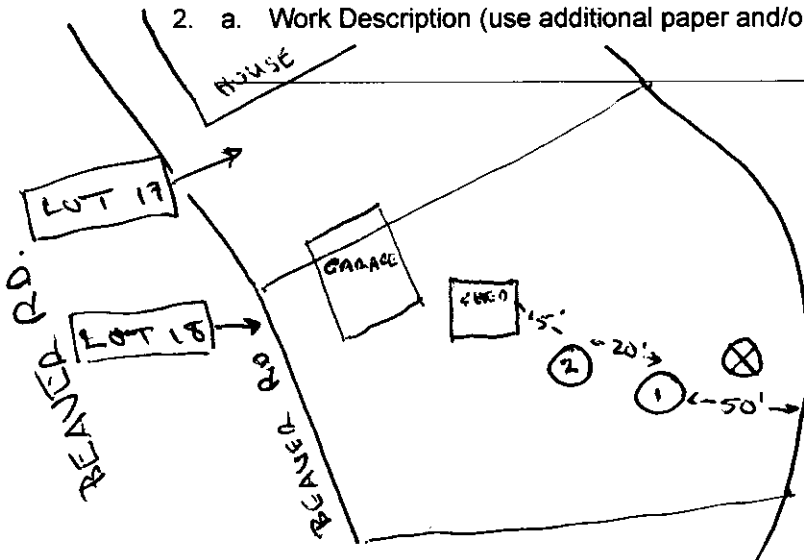 2. a. Work Description (use additional paper and/o
HOUSE
LOT 17
BEAVER RD.
GARAGE
SHED
15'
LOT 18
20'
2
1
50'
BEAVER RD